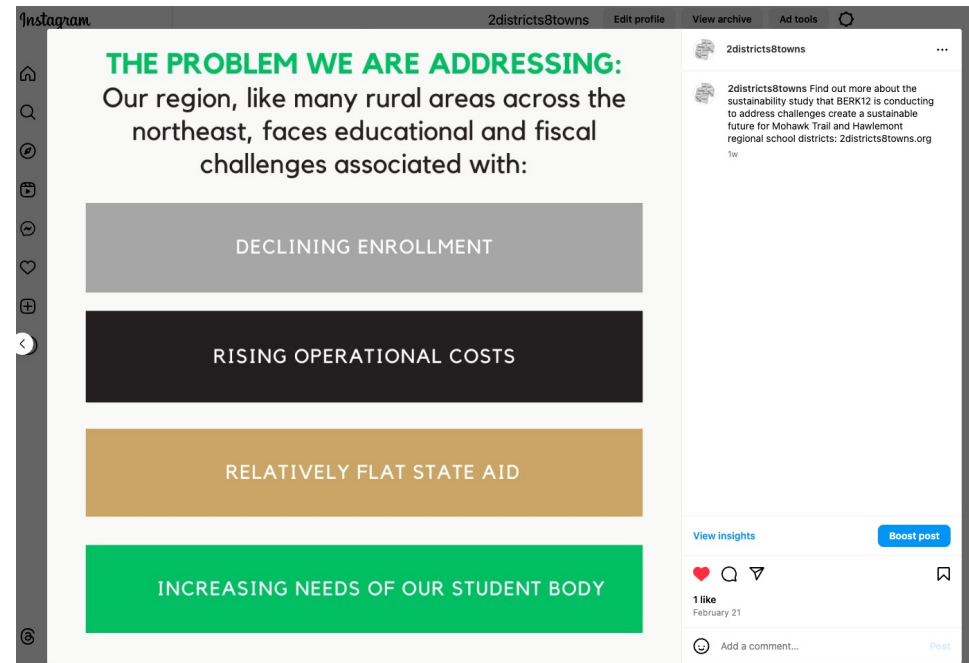 Instagram
2districts8towns
Edit profile
View archive
Ad tools
THE PROBLEM WE ARE ADDRESSING:
Our region, like many rural areas across the
northeast, faces educational and fiscal
challenges associated with:
DECLINING ENROLLMENT
RISING OPERATIONAL COSTS
RELATIVELY FLAT STATE AID
INCREASING NEEDS OF OUR STUDENT BODY
2districts8towns
2districts8towns Find out more about the
sustainability study that BERK12 is conducting
to address challenges create a sustainable
future for Mohawk Trail and Hawlemont
regional school districts: 2districts8towns.org
1w
View insights
Boost post
1 like
February 21
Add a comment...
Post